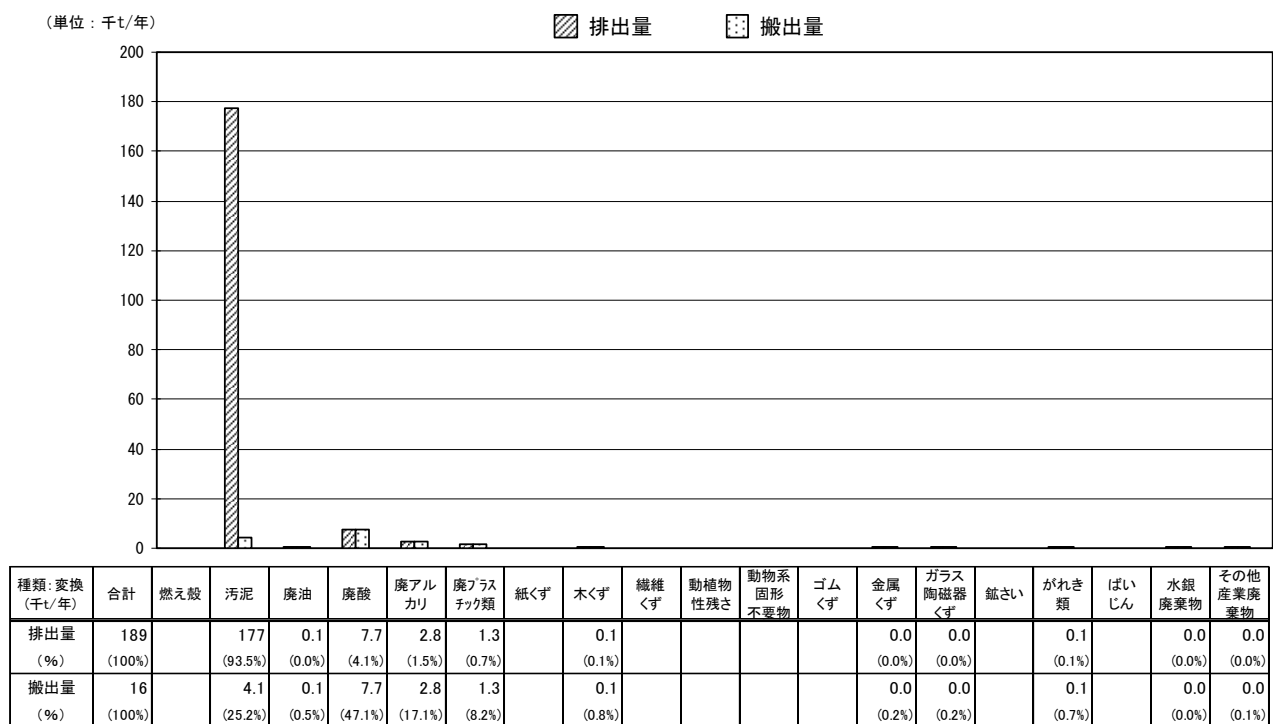 (単位:千t/年)
排出量 搬出量
200
180
160
140
120
100
80
60
40
20
0
種類:変換
(千t/年)
合計
燃え殻
汚泥
廃油
廃酸
廃アル
カリ
廃プラス
チック類
紙くず
木くず
繊維
くず
動植物
性残さ
動物系
固形
不要物
ゴム
くず
金属
くず
ガラス
陶磁器
くず
鉱さい
がれき
類
ばい
じん
水銀
廃棄物
その他
産業廃
棄物
排出量 189 177 0.1 7.7 2.8 1.3 0.1 0.0 0.0 0.1 0.0 0.0
(%) (100%) (93.5%) (0.0%) (4.1%) (1.5%) (0.7%) (0.1%) (0.0%) (0.0%) (0.1%) (0.0%) (0.0%)
搬出量 16 4.1 0.1 7.7 2.8 1.3 0.1 0.0 0.0 0.1 0.0 0.0
(%) (100%) (25.2%) (0.5%) (47.1%) (17.1%) (8.2%) (0.8%) (0.2%) (0.2%) (0.7%) (0.0%) (0.1%)